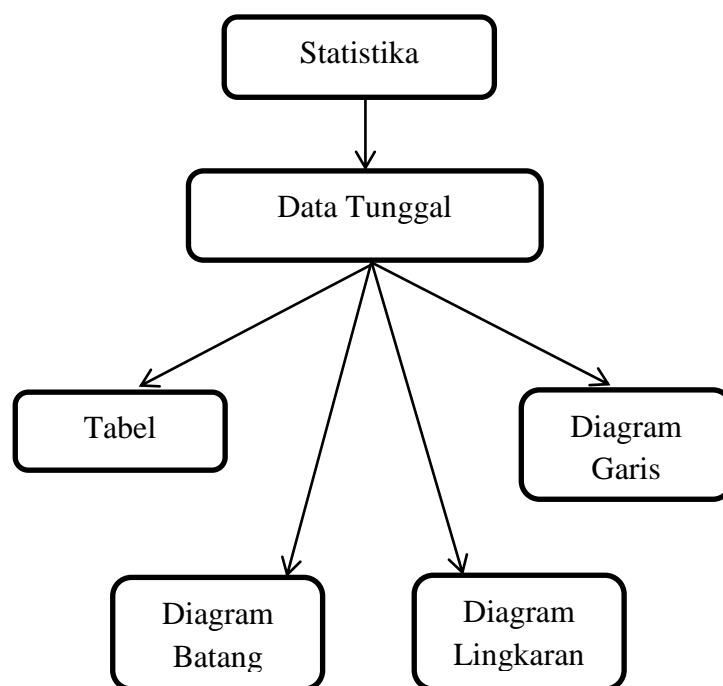 Statistika
Data Tunggal
Tabel
Diagram
Garis
Diagram
Batang
Diagram
Lingkaran